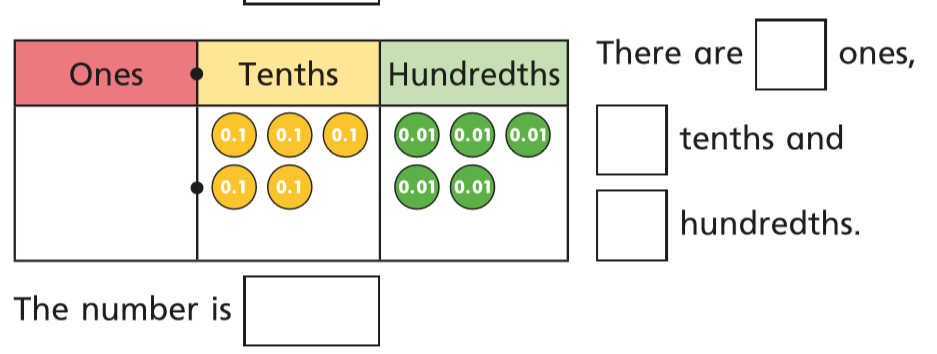 Ones Tenths Hundredths
0.1 0.1 0.1 0.01 0.01 0.01
0.1 0.1 0.01 0.01
There are ones,
tenths and
hundredths.
The number is